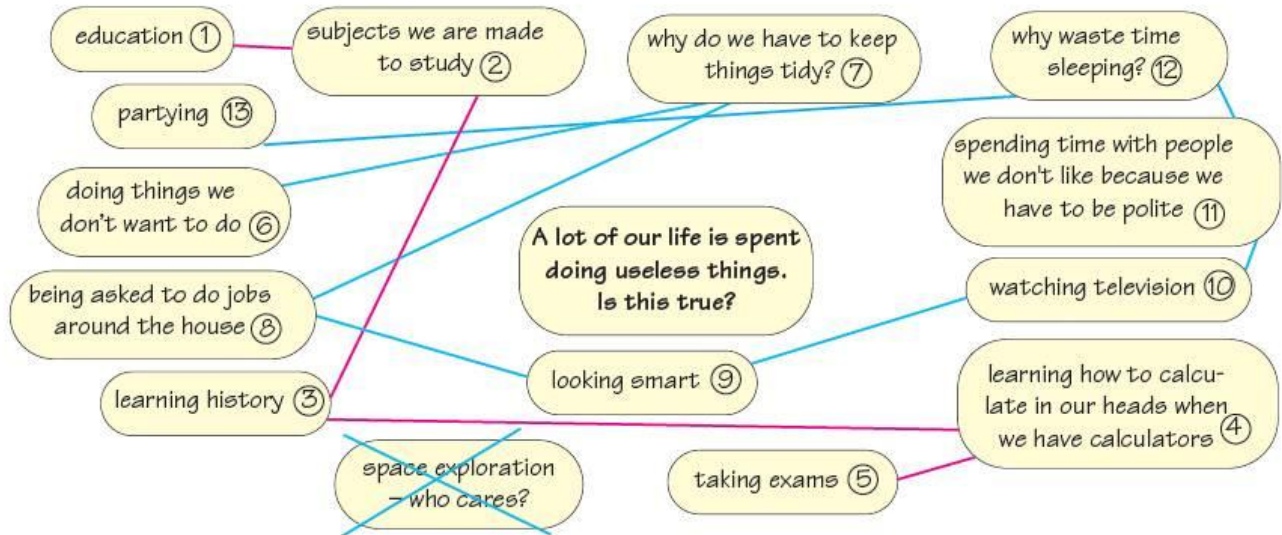 education ①
subjects we are made
to study ②
why do we have to keep
things tidy? ⑦
why waste time
sleeping? ⑫
partying ⑬
spending time with people
we don't like because we
have to be polite ⑪
doing things we
don't want to do ⑥
A lot of our life is spent
doing useless things.
Is this true?
being asked to do jobs
around the house ⑧
watching television ⑩
looking smart ⑨
learning history ③
learning how to calcu-
late in our heads when
we have calculators ④
space exploration
– who cares?
taking exams ⑤